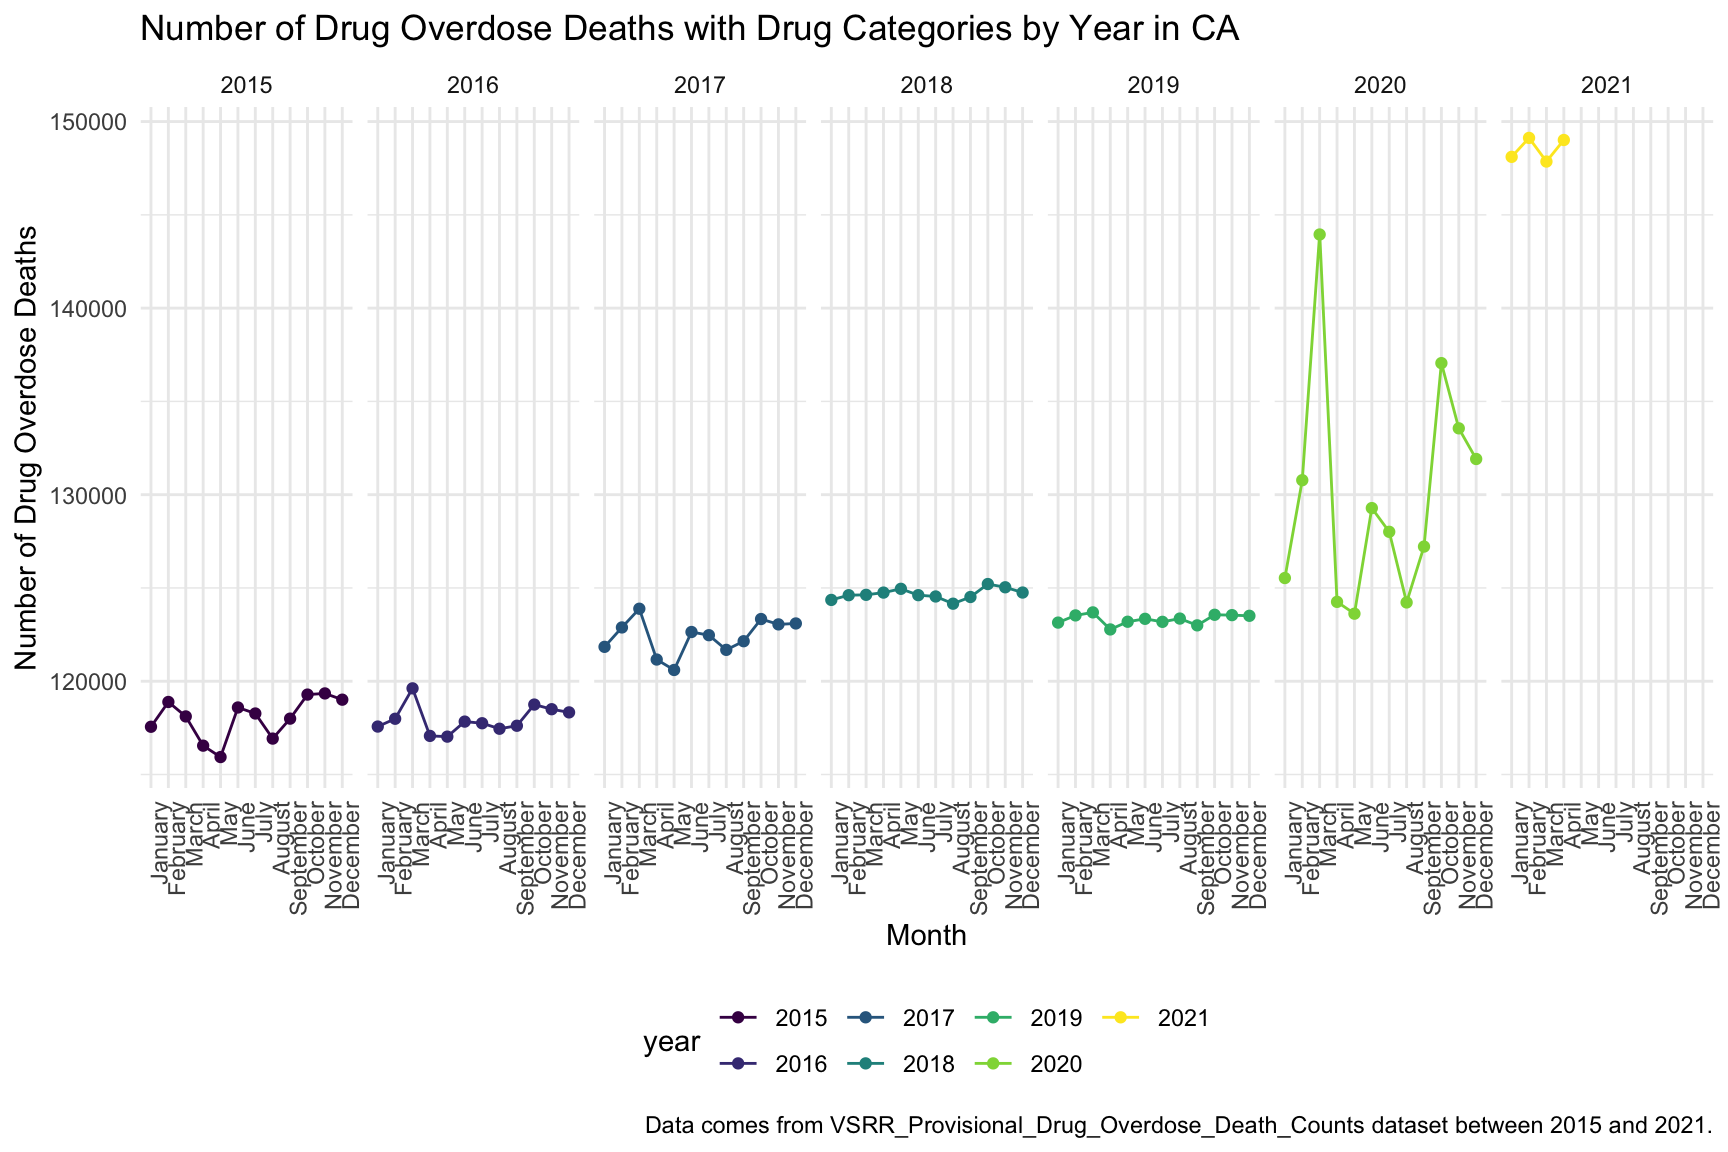 Number of Drug Overdose Deaths with Drug Categories by Year in CA
2015 2016 2017 2018 2019 2020 2021
150000
140000
130000
120000
Number of Drug Overdose Deaths
January February March April May June July August September October November December
January February March April May June July August September October November December
January February March April May June July August September October November December
January February March April May June July August September October November December
January February March April May June July August September October November December
January February March April May June July August September October November December
January February March April May June July August September October November December
Month
year
2015 2017 2019 2021
2016 2018 2020
Data comes from VSRR_Provisional_Drug_Overdose_Death_Counts dataset between 2015 and 2021.